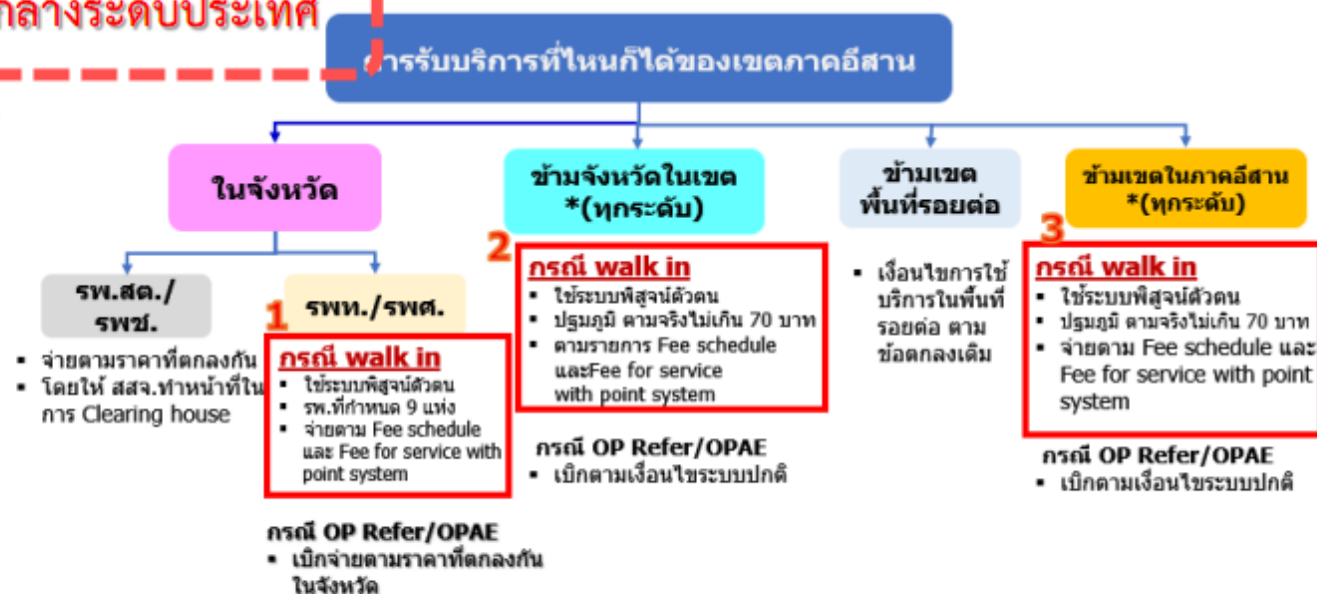 กลางระดับประเทศ
การรับบริการที่ไหนก็ได้ของเขตภาคอีสาน
ในจังหวัด
ข้ามจังหวัดในเขต
*(ทุกระดับ)
ข้ามเขต
พื้นที่รอยต่อ
ข้ามเขตในภาคอีสาน
*(ทุกระดับ)
รพ.สต./
รพช.
▪ จ่ายตามราคาที่ตกลงกัน
▪ โดยให้ สสจ.ทำหน้าที่ใน
การ Clearing house
1
รพท./รพศ.
กรณี walk in
▪ ใช้ระบบพิสูจน์ตัวตน
▪ รพ.ที่กำหนด 9 แห่ง
▪ จ่ายตาม Fee schedule
และ Fee for service with
point system
กรณี OP Refer/OPAE
▪ เบิกจ่ายตามราคาที่ตกลงกัน
ในจังหวัด
2
กรณี walk in
▪ ใช้ระบบพิสูจน์ตัวตน
▪ ปฐมภูมิ ตามจริงไม่เกิน 70 บาท
▪ ตามรายการ Fee schedule
และFee for service
with point system
กรณี OP Refer/OPAE
▪ เบิกตามเงื่อนไขระบบปกติ
▪ เงื่อนไขการใช้
บริการในพื้นที่
รอยต่อ ตาม
ข้อตกลงเดิม
3
กรณี walk in
▪ ใช้ระบบพิสูจน์ตัวตน
▪ ปฐมภูมิ ตามจริงไม่เกิน 70 บาท
▪ จ่ายตาม Fee schedule และ
Fee for service with point
system
กรณี OP Refer/OPAE
▪ เบิกตามเงื่อนไขระบบปกติ